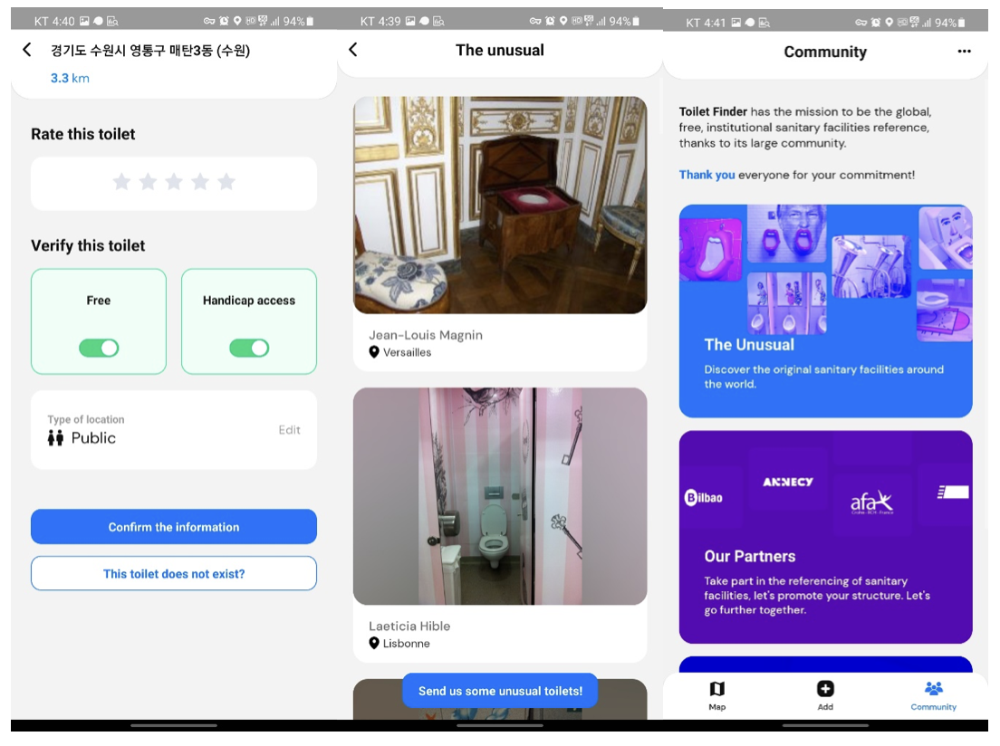 KT 4:40
94%
경기도 수원시 영통구 매탄3동 (수원)
3.3 km
Rate this toilet
Verify this toilet
Free
Handicap access
Type of location
Public
Edit
Confirm the information
This toilet does not exist?
KT 4:39
94%
The unusual
Jean-Louis Magnin
Versailles
Laeticia Hible
Lisbonne
Send us some unusual toilets!
KT 4:41
94%
Community
Toilet Finder has the mission to be the global,
free, institutional sanitary facilities reference,
thanks to its large community.
Thank you everyone for your commitment!
The Unusual
Discover the original sanitary facilities around
the world.
Bilbao
ANNECY
afa
Our Partners
Take part in the referencing of sanitary
facilities, let's promote your structure. Let's
go further together.
Map
Add
Community